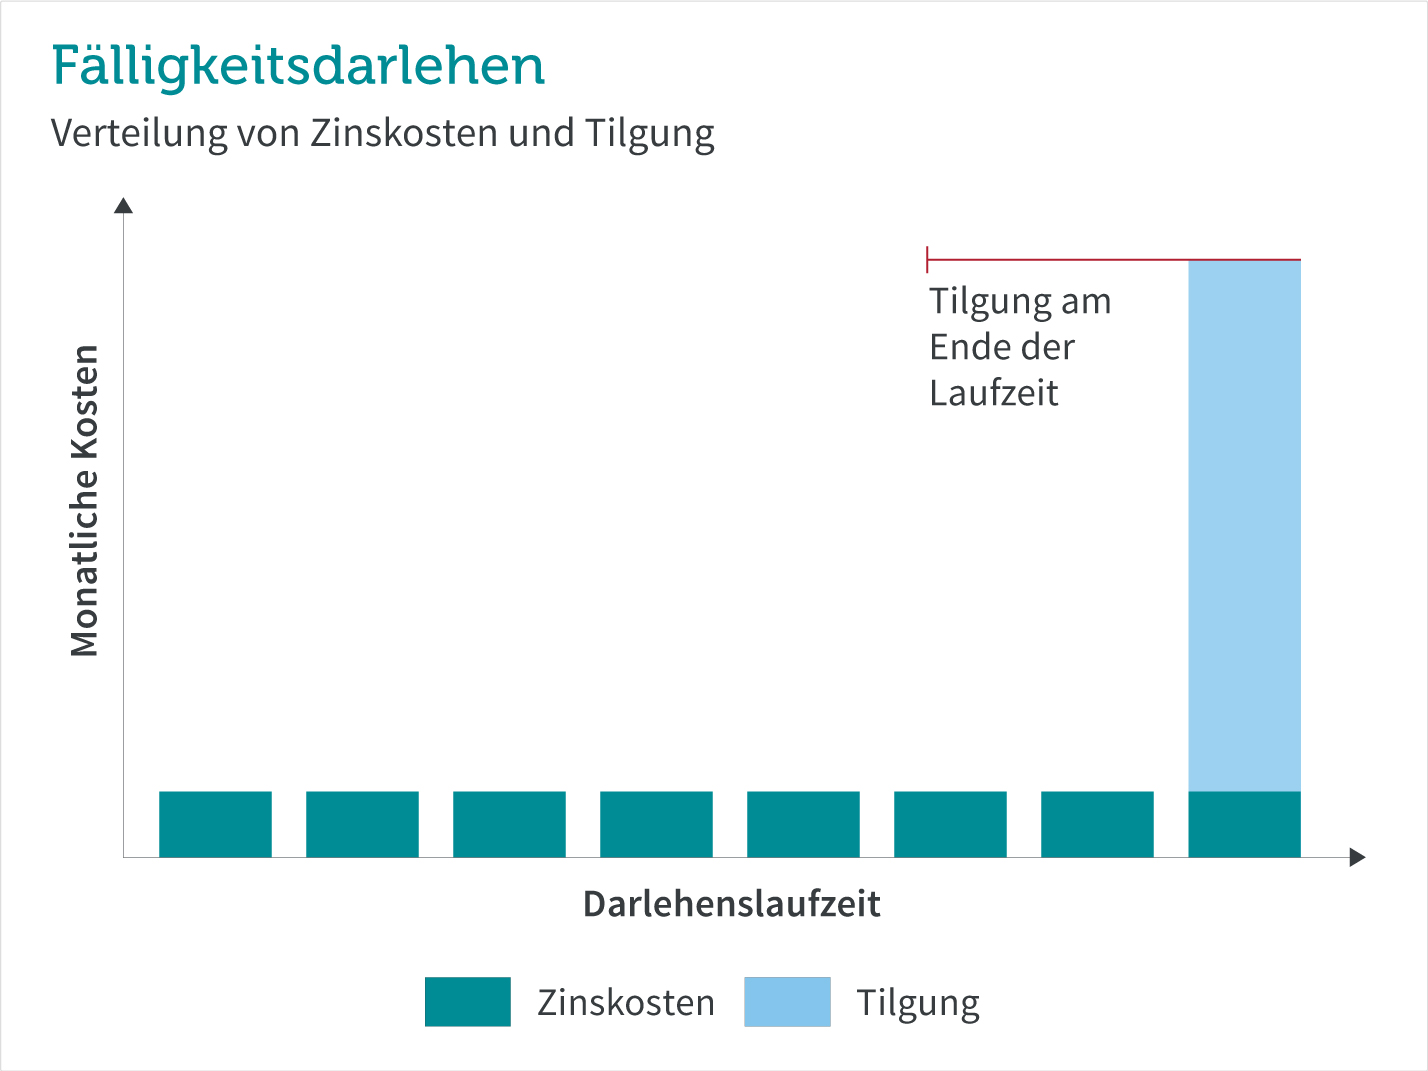 Fälligkeitsdarlehen
Verteilung von Zinskosten und Tilgung
Monatliche Kosten
Tilgung am
Ende der
Laufzeit
Darlehenslaufzeit
Zinskosten
Tilgung